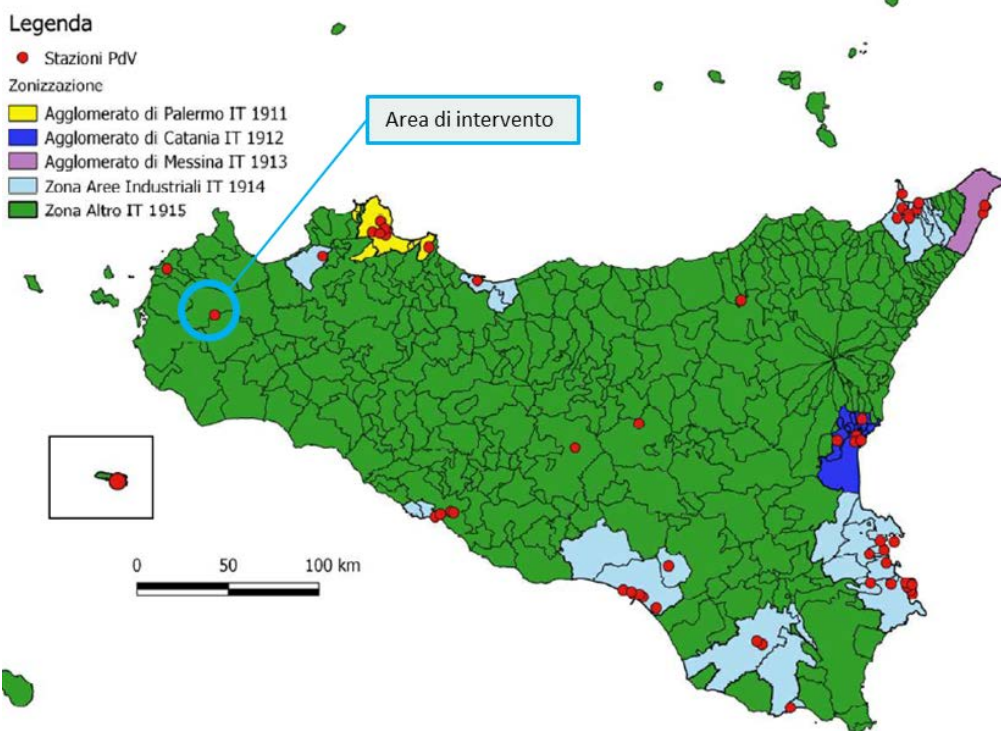 Legenda
Stazioni PdV
Zonizzazione
Agglomerato di Palermo IT 1911
Agglomerato di Catania IT 1912
Agglomerato di Messina IT 1913
Zona Aree Industriali IT 1914
Zona Altro IT 1915
Area di intervento
0 50 100 km